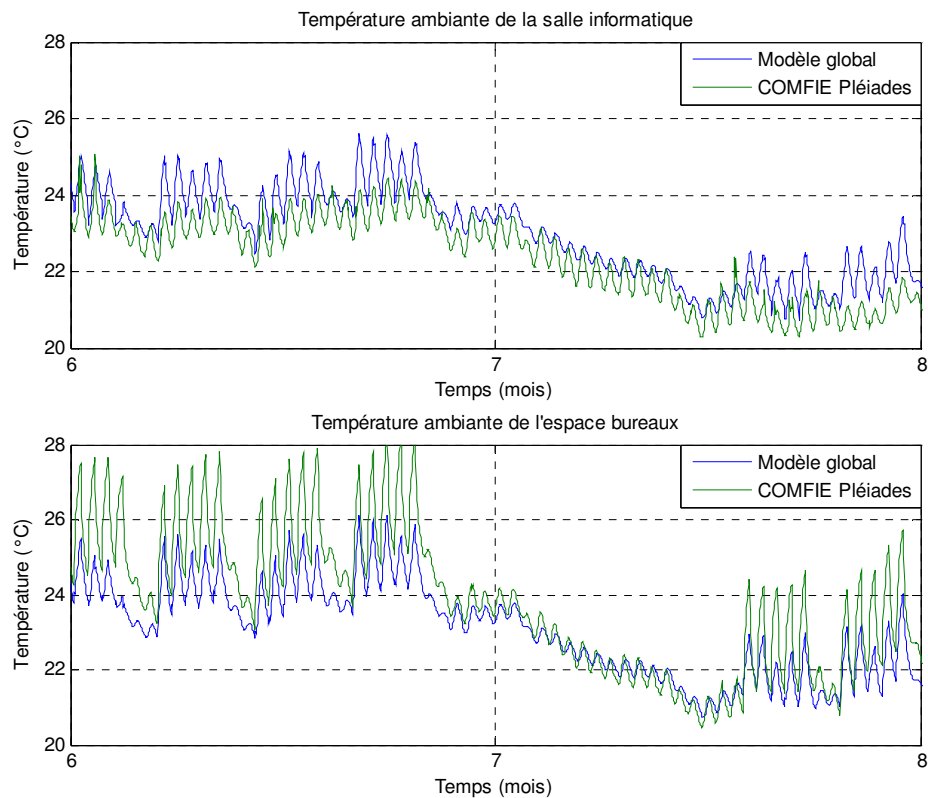 Température ambiante de la salle informatique
28
26
24
22
20
Température (°C)
Modèle global
COMFIE Pléiades
6
7
8
Temps (mois)
Température ambiante de l'espace bureaux
28
26
24
22
20
Température (°C)
Modèle global
COMFIE Pléiades
6
7
8
Temps (mois)